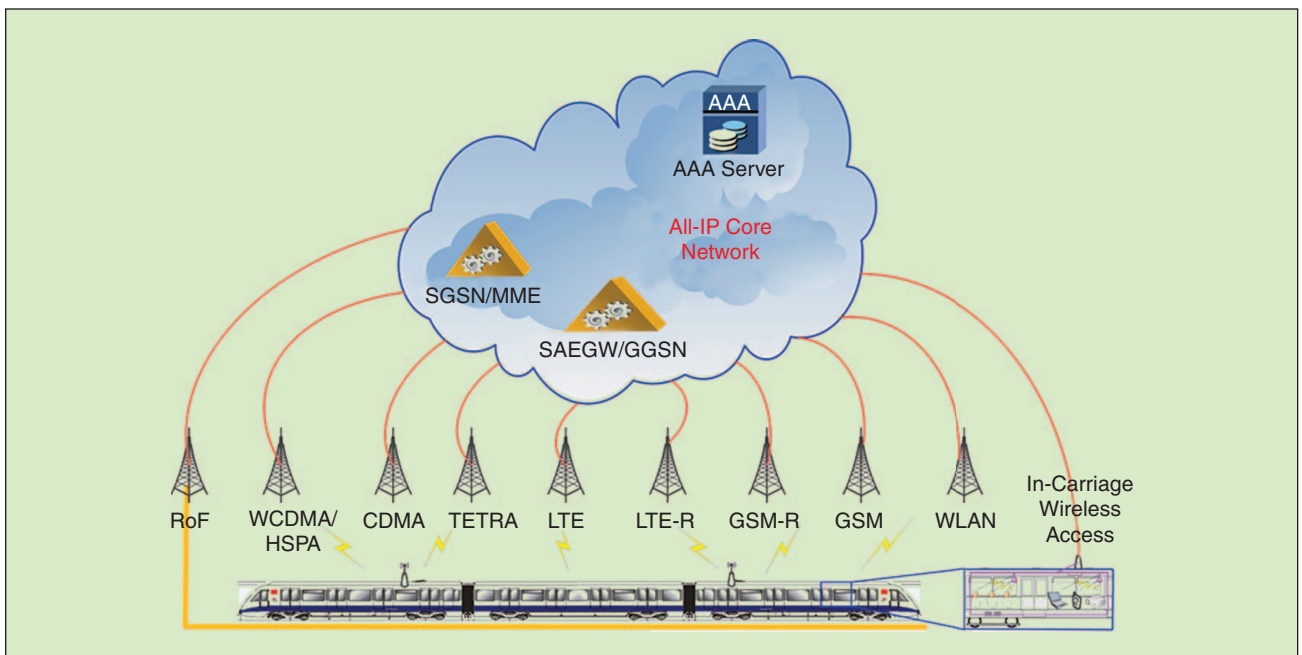 AAA
AAA Server
All-IP Core
Network
SGSN/MME
SAEGW/GGSN
RoF
WCDMA/
HSPA
CDMA
TETRA
LTE
LTE-R
GSM-R
GSM
WLAN
In-Carriage
Wireless
Access